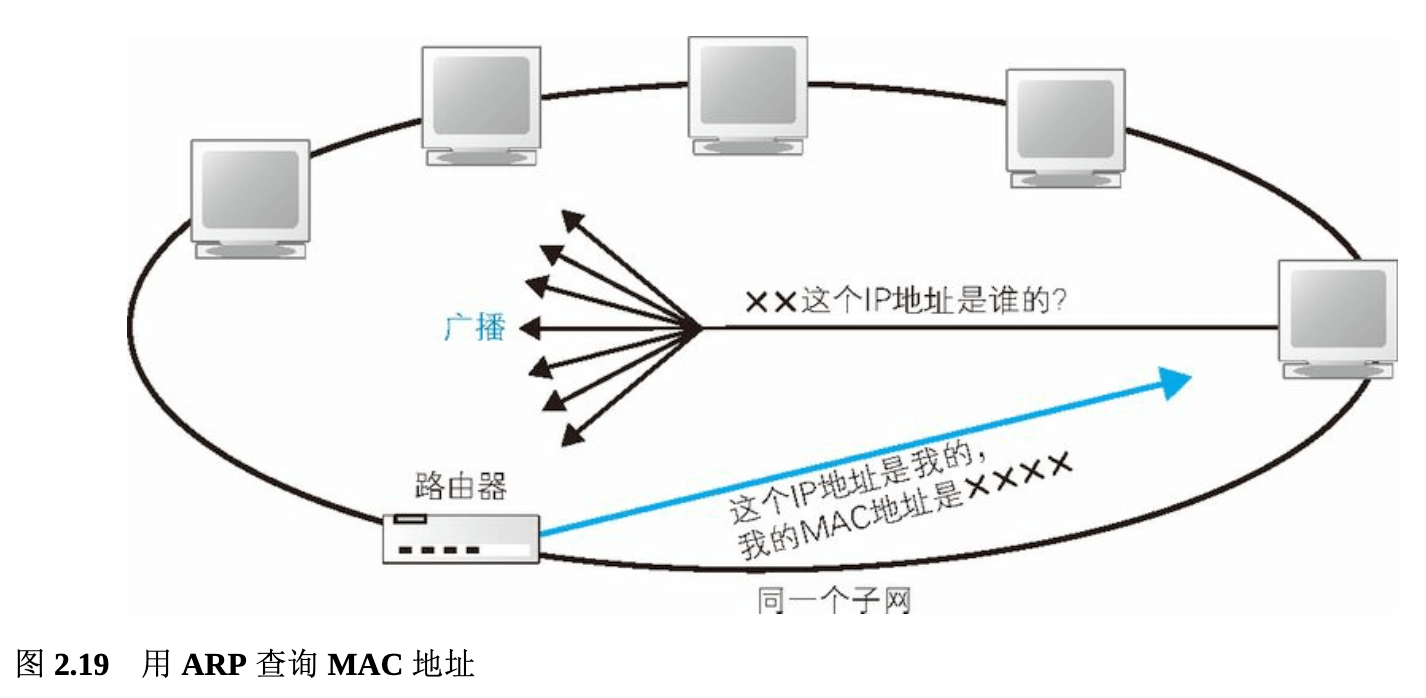 ××这个IP地址是谁的?
广播
路由器
这个IP地址是我的,
我的MAC地址是××××
同一个子网
图 2.19 用 ARP 查询 MAC 地址